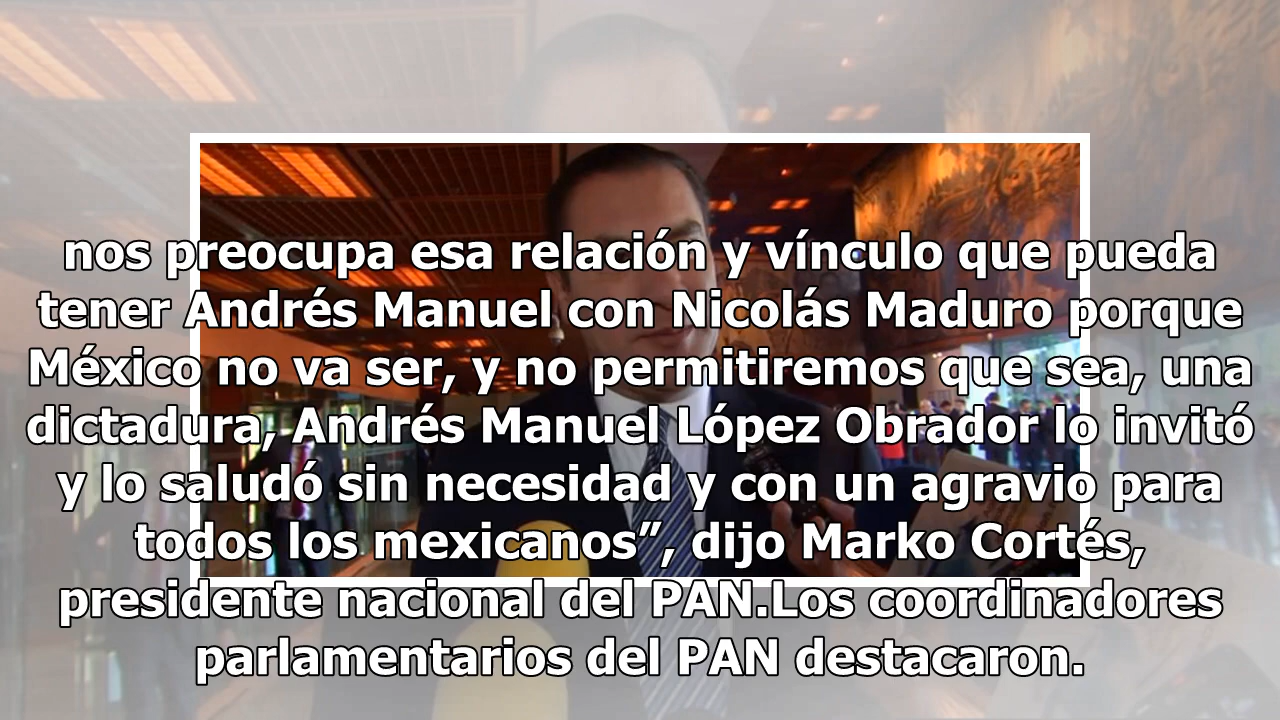 nos preocupa esa relación y vínculo que pueda
tener Andrés Manuel con Nicolás Maduro porque
México no va ser, y no permitiremos que sea, una
dictadura, Andrés Manuel López Obrador lo invitó
y lo saludó sin necesidad y con un agravio para
todos los mexicanos”, dijo Marko Cortés,
presidente nacional del PAN.Los coordinadores
parlamentarios del PAN destacaron.